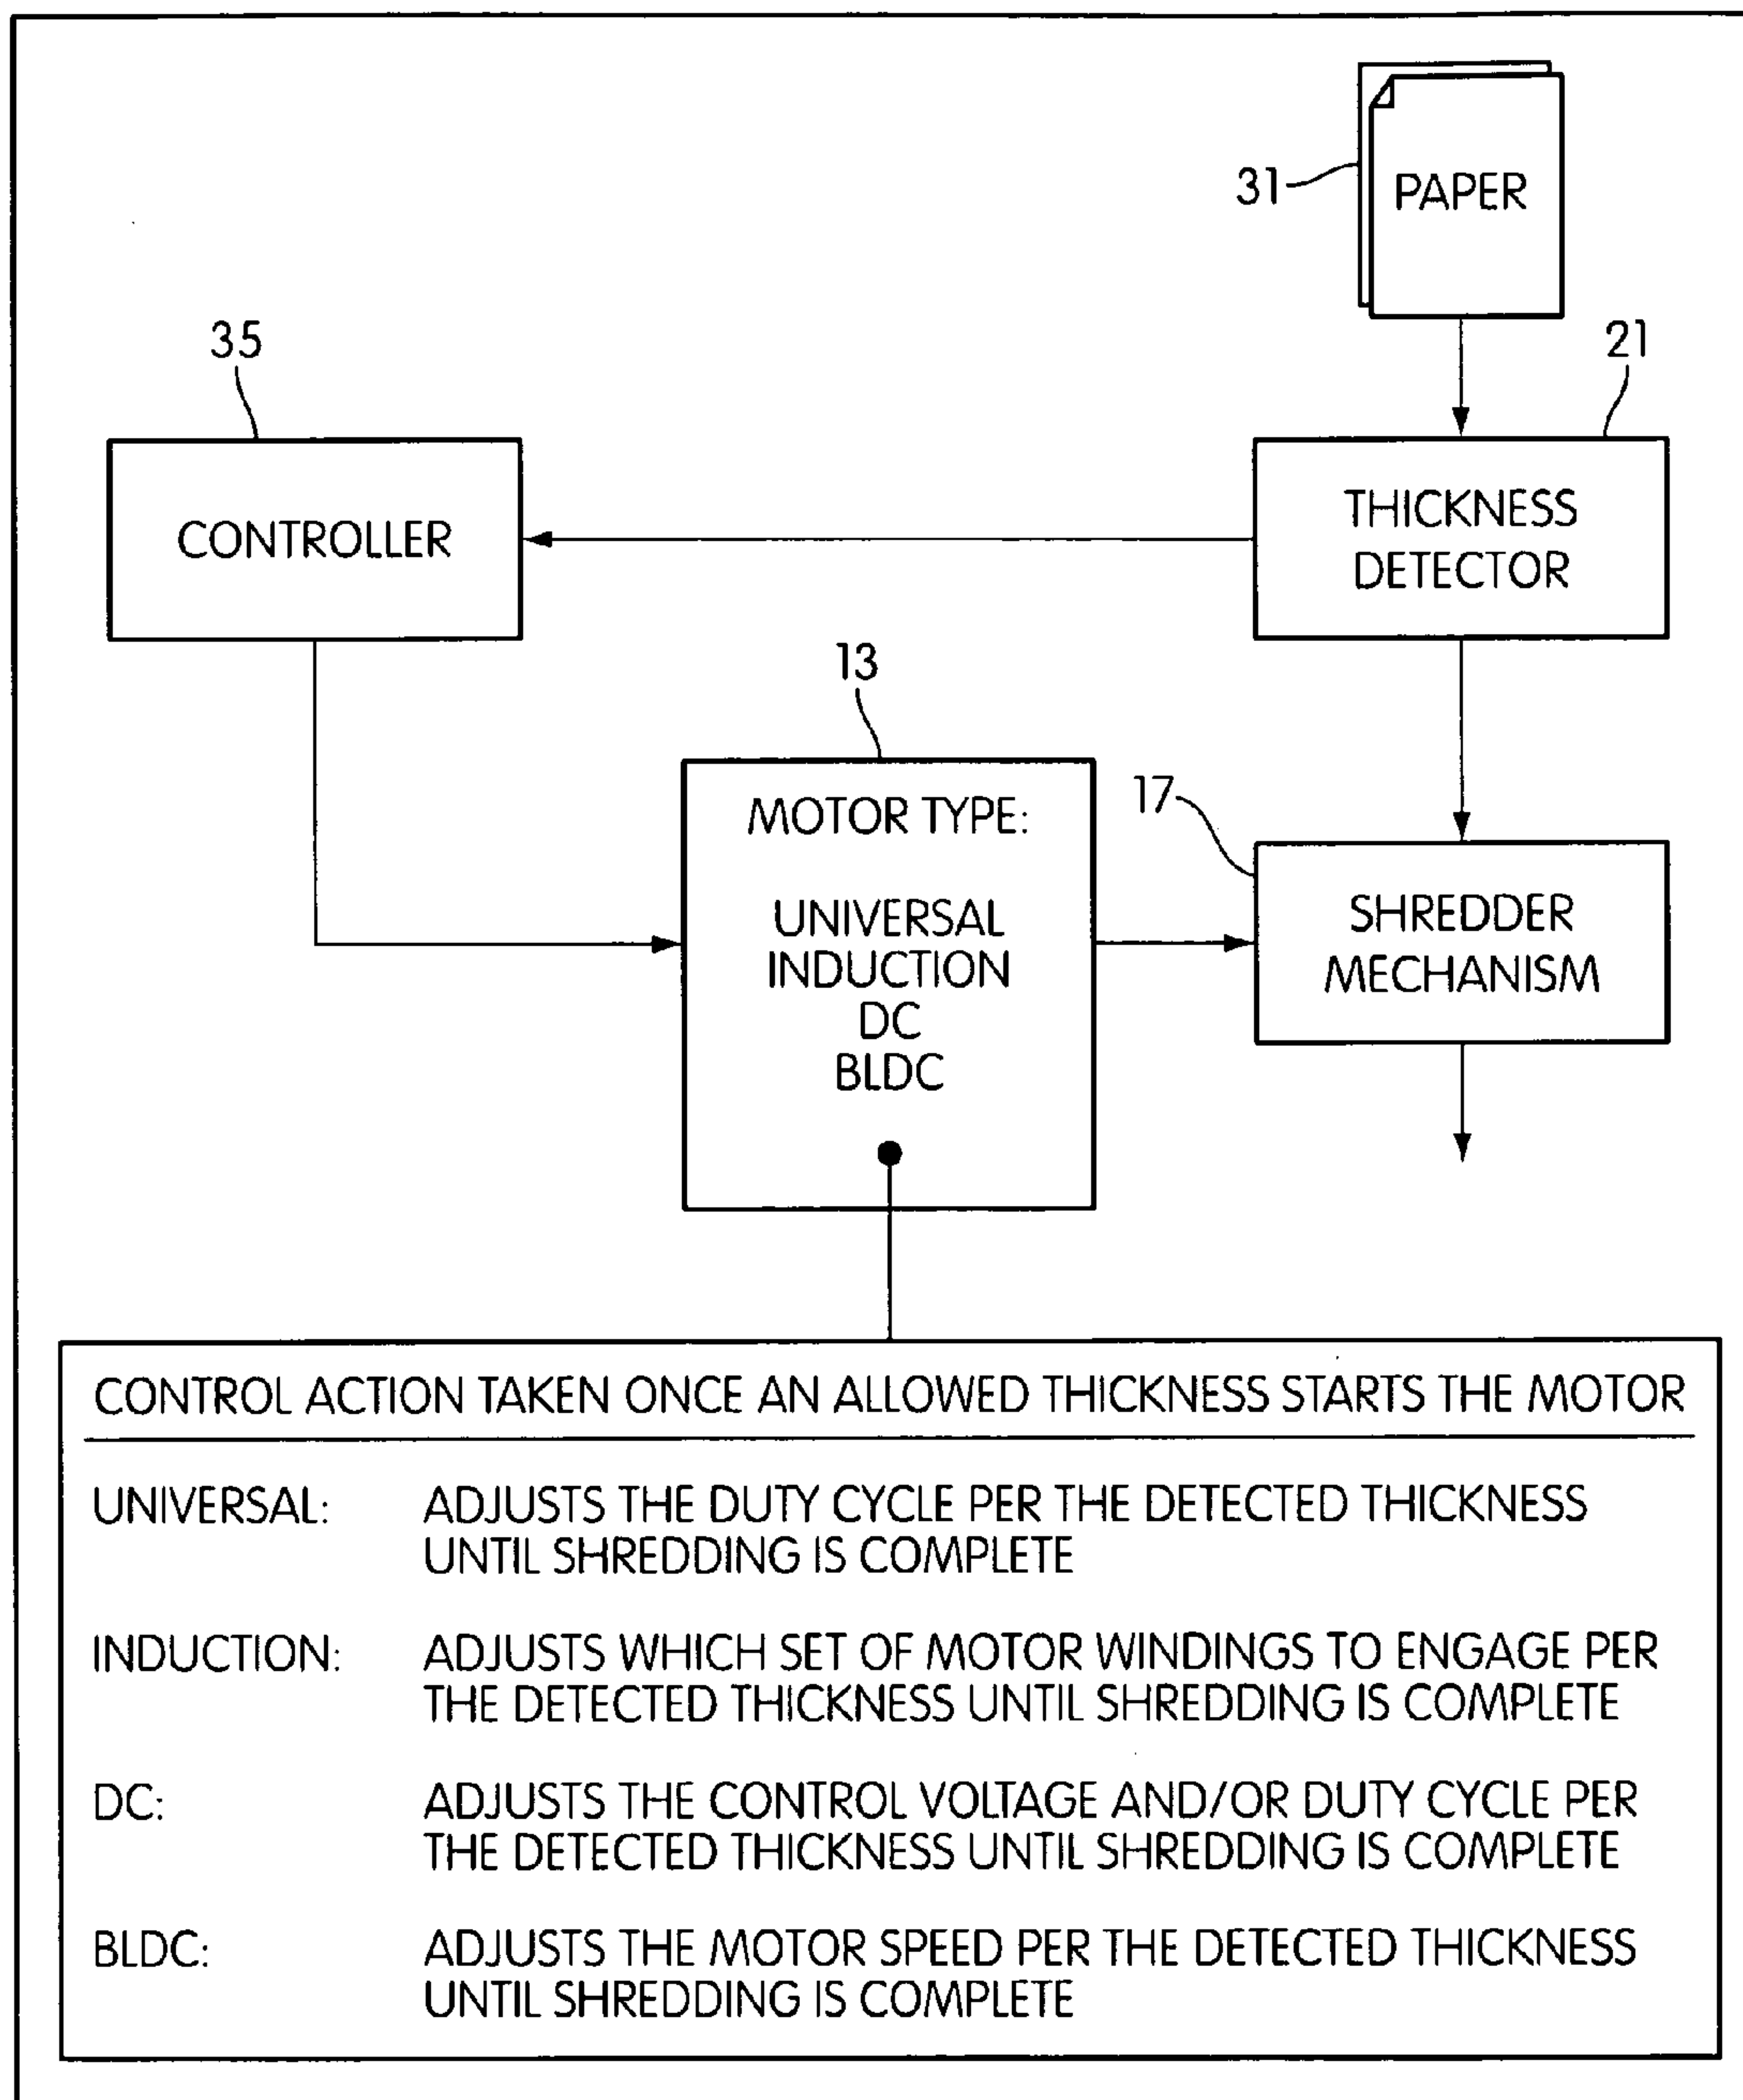 31
PAPER
35
21
CONTROLLER
THICKNESS
DETECTOR
13
MOTOR TYPE:
UNIVERSAL
INDUCTION
DC
BLDC
17
SHREDDER
MECHANISM
CONTROL ACTION TAKEN ONCE AN ALLOWED THICKNESS STARTS THE MOTOR
UNIVERSAL: ADJUSTS THE DUTY CYCLE PER THE DETECTED THICKNESS
UNTIL SHREDDING IS COMPLETE
INDUCTION: ADJUSTS WHICH SET OF MOTOR WINDINGS TO ENGAGE PER
THE DETECTED THICKNESS UNTIL SHREDDING IS COMPLETE
DC: ADJUSTS THE CONTROL VOLTAGE AND/OR DUTY CYCLE PER
THE DETECTED THICKNESS UNTIL SHREDDING IS COMPLETE
BLDC: ADJUSTS THE MOTOR SPEED PER THE DETECTED THICKNESS
UNTIL SHREDDING IS COMPLETE